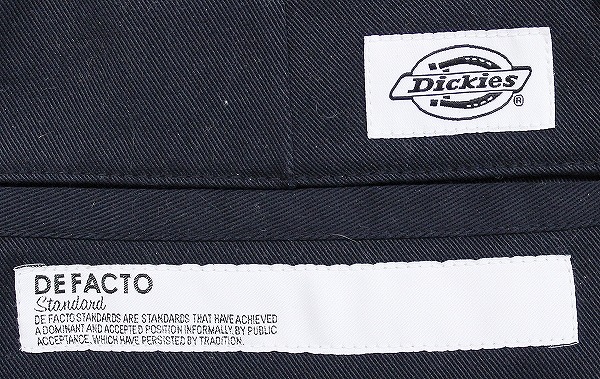 Dickies
®
DE FACTO
Standard
DE FACTO STANDARDS ARE STANDARDS THAT HAVE ACHIEVED
A DOMINANT AND ACCEPTED POSITION INFORMALLY. BY PUBLIC
ACCEPTANCE, WHICH HAVE PERSISTED BY TRADITION.